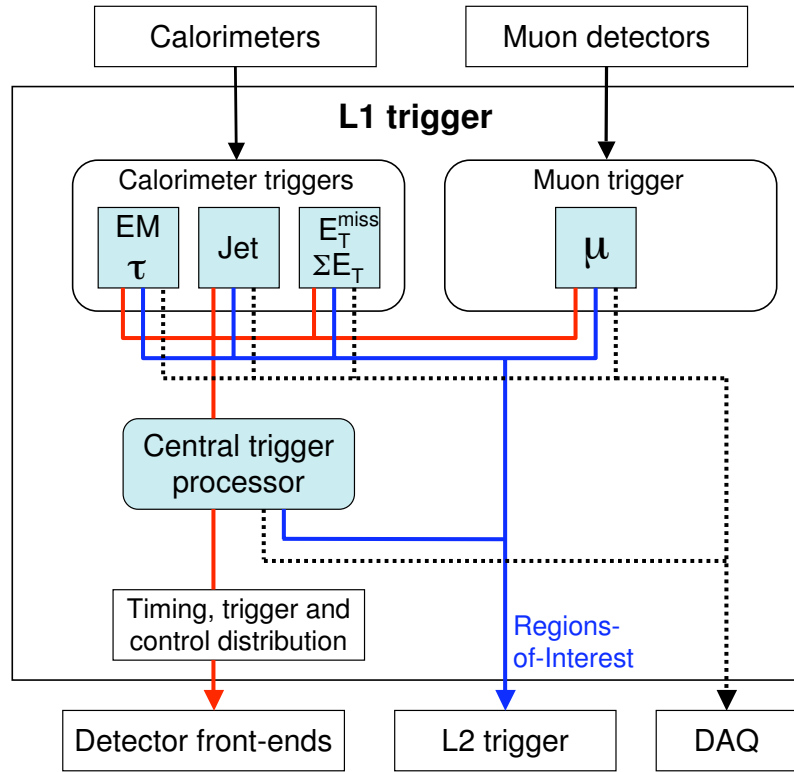 Calorimeters
Muon detectors
L1 trigger
Calorimeter triggers
Muon trigger
EM
τ
Jet
E_T^miss
ΣE_T
μ
Central trigger
processor
Timing, trigger and
control distribution
Regions-
of-Interest
Detector front-ends
L2 trigger
DAQ